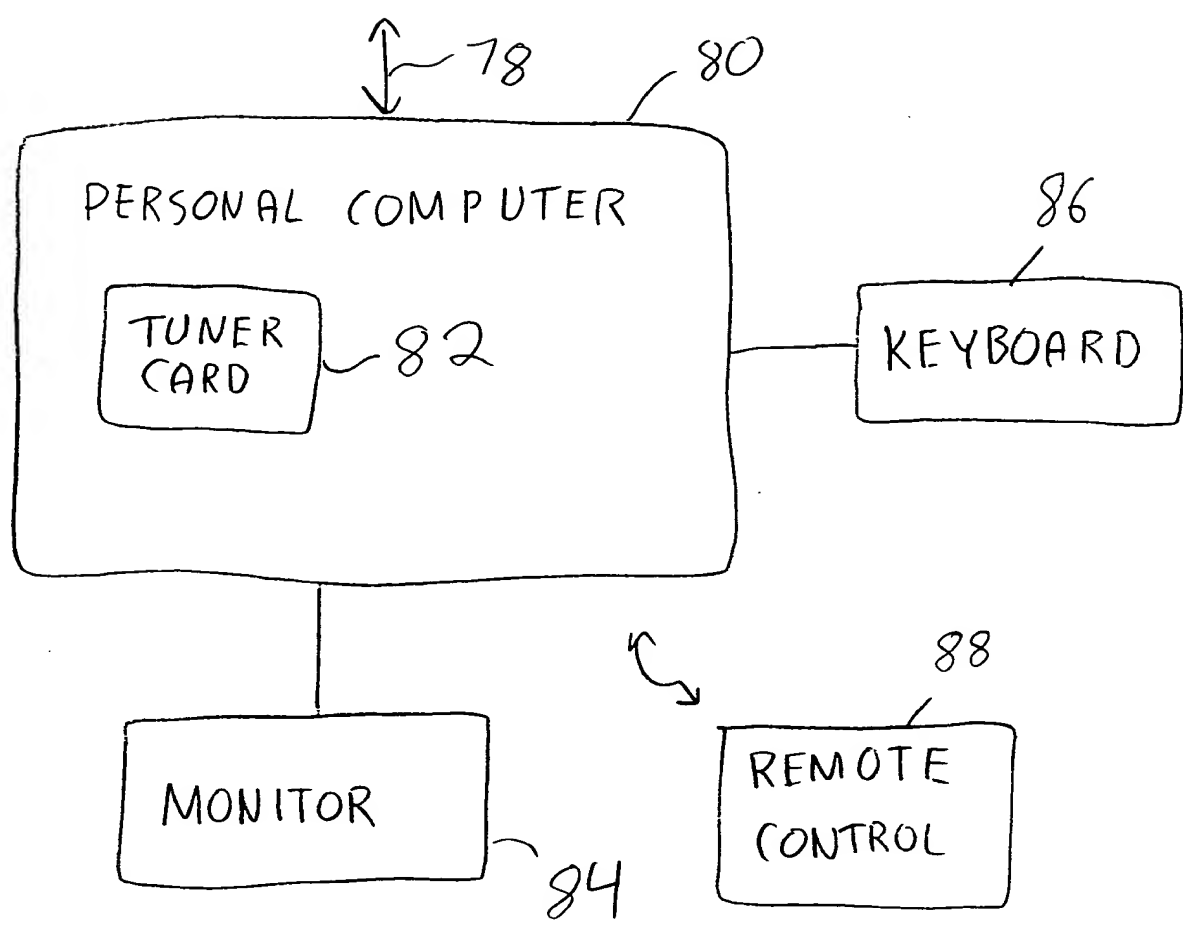 78
80
PERSONAL COMPUTER
86
TUNER
CARD
82
KEYBOARD
88
MONITOR
84
REMOTE
CONTROL